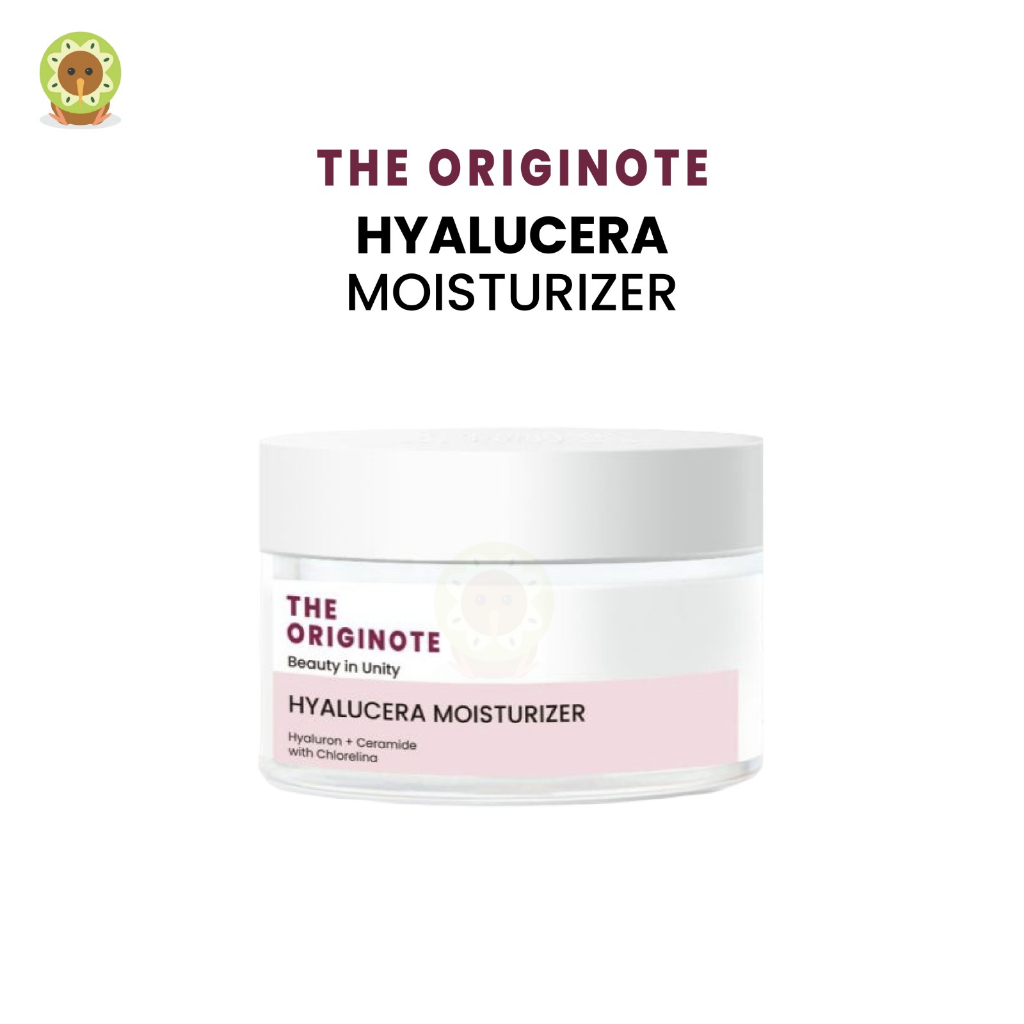 THE ORIGINOTE
HYALUCERA
MOISTURIZER
THE
ORIGINOTE
Beauty in Unity
HYALUCERA MOISTURIZER
Hyaluron + Ceramide
with Chlorelina